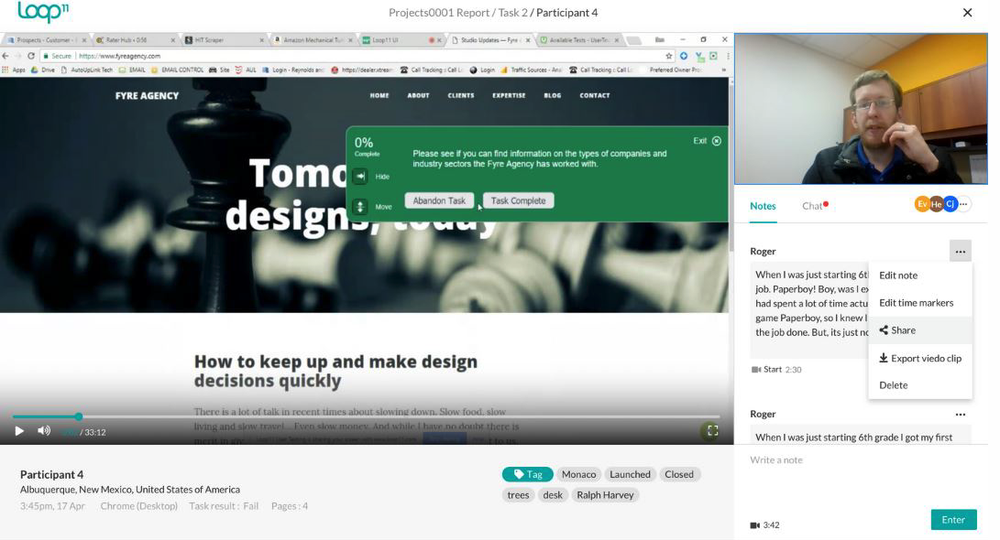 Loop11
Projects0001 Report / Task 2 / Participant 4
Prospects - Customer -
Rater Hub • 0:56
HIT Scraper
Amazon Mechanical Tu
Loop11 UI
Studio Updates — Fyre
Available Tests - UserTe
Secure | https://www.fyreagency.com
Apps Drive AutoUpLink Tech EMAIL EMAIL CONTROL Site AUL Login - Reynolds and https://dealerxtream Call Tracking :: Call Lo Login Traffic Sources - Ana Call Tracking :: Call Lo Preferred Owner Pro
FYRE AGENCY
HOME ABOUT CLIENTS EXPERTISE BLOG CONTACT
0%
Complete
Hide
Move
Exit
Please see if you can find information on the types of companies and
industry sectors the Fyre Agency has worked with.
Abandon Task Task Complete
Tomo
designs, today
How to keep up and make design
decisions quickly
There is a lot of talk in recent times about slowing down. Slow food, slow
living and slow travel... Even slow money. And while I have no doubt there is
merit in
t to us.
/ 33:12
Participant 4
Albuquerque, New Mexico, United States of America
3:45pm, 17 Apr Chrome (Desktop) Task result : Fail Pages : 4
Tag Monaco Launched Closed
trees desk Ralph Harvey
Notes Chat Ev He Cj ...
Roger ...
When I was just starting 6t
job. Paperboy! Boy, was I ex
had spent a lot of time actu
game Paperboy, so I knew I
the job done. But, its just no
Edit note
Edit time markers
Share
Export viedo clip
Delete
Start 2:30
Roger ...
When I was just starting 6th grade I got my first
Write a note
3:42
Enter